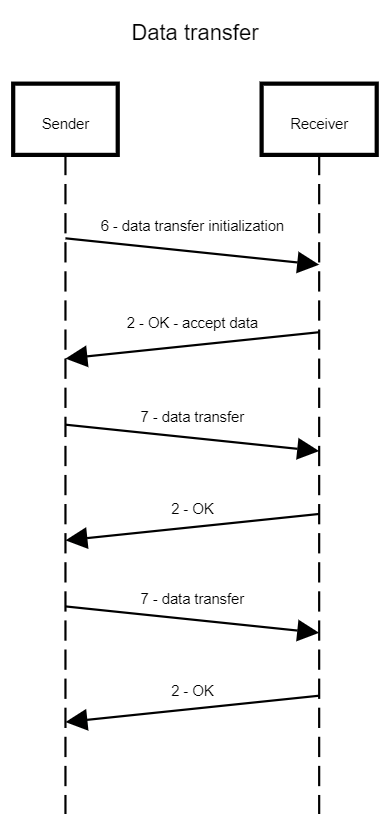 Data transfer
Sender
Receiver
6 - data transfer initialization
2 - OK - accept data
7 - data transfer
2 - OK
7 - data transfer
2 - OK